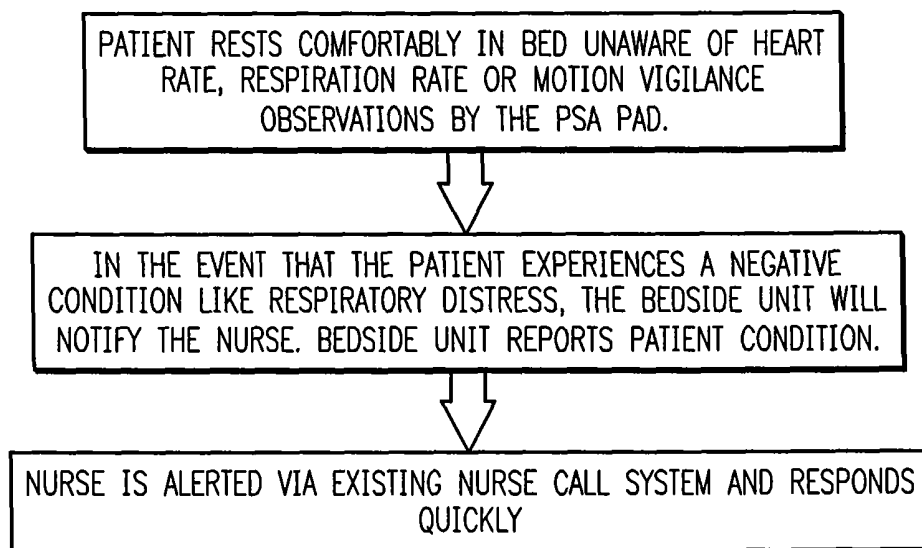 PATIENT RESTS COMFORTABLY IN BED UNAWARE OF HEART
RATE, RESPIRATION RATE OR MOTION VIGILANCE
OBSERVATIONS BY THE PSA PAD.
IN THE EVENT THAT THE PATIENT EXPERIENCES A NEGATIVE
CONDITION LIKE RESPIRATORY DISTRESS, THE BEDSIDE UNIT WILL
NOTIFY THE NURSE. BEDSIDE UNIT REPORTS PATIENT CONDITION.
NURSE IS ALERTED VIA EXISTING NURSE CALL SYSTEM AND RESPONDS
QUICKLY